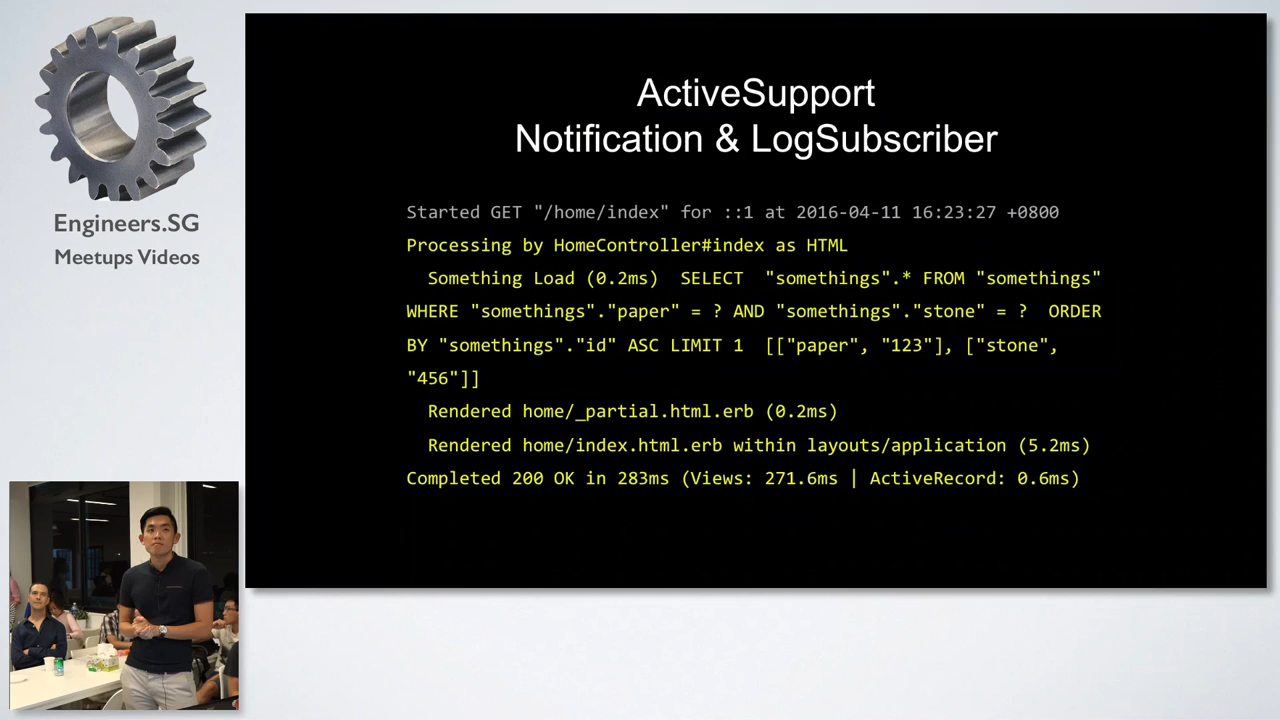 Engineers.SG
Meetups Videos
ActiveSupport
Notification & LogSubscriber
Started GET "/home/index" for ::1 at 2016-04-11 16:23:27 +0800
Processing by HomeController#index as HTML
Something Load (0.2ms)  SELECT  "somethings".* FROM "somethings"
WHERE "somethings"."paper" = ? AND "somethings"."stone" = ?  ORDER
BY "somethings"."id" ASC LIMIT 1  [["paper", "123"], ["stone",
"456"]]
Rendered home/_partial.html.erb (0.2ms)
Rendered home/index.html.erb within layouts/application (5.2ms)
Completed 200 OK in 283ms (Views: 271.6ms | ActiveRecord: 0.6ms)